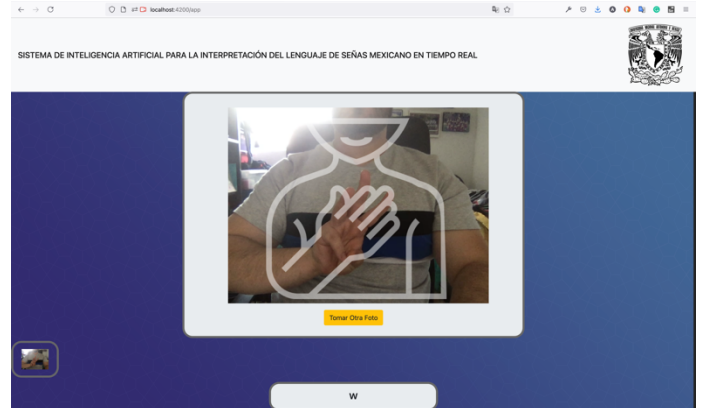 localhost:4200/app
SISTEMA DE INTELIGENCIA ARTIFICIAL PARA LA INTERPRETACIÓN DEL LENGUAJE DE SEÑAS MEXICANO EN TIEMPO REAL
Tomar Otra Foto
W